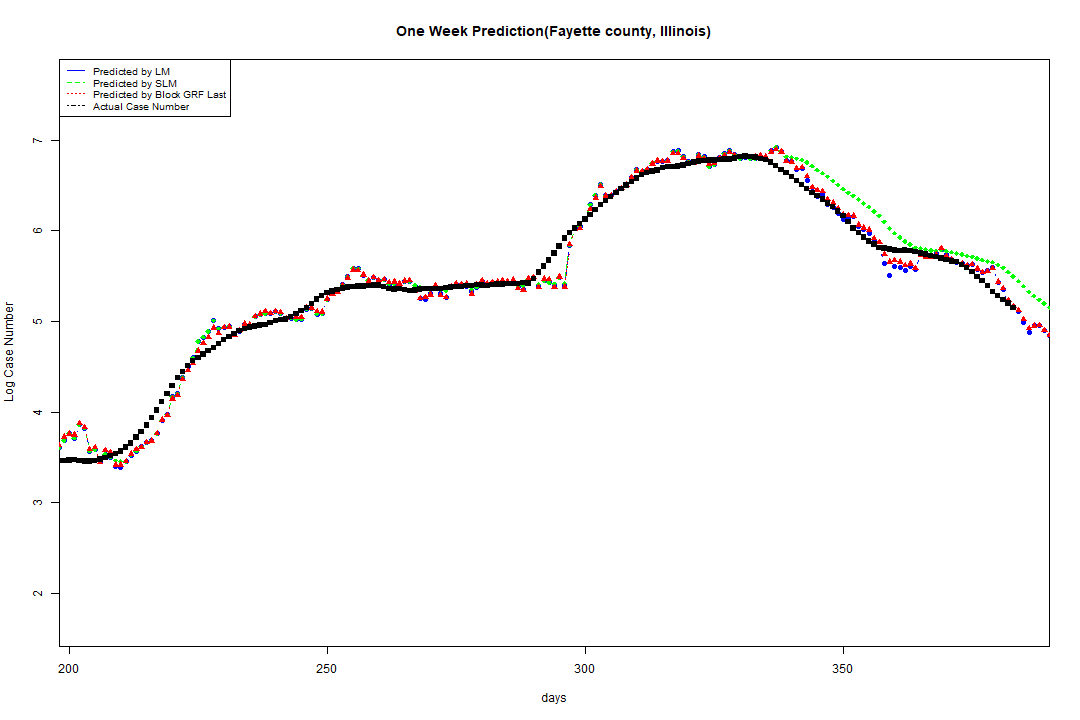 One Week Prediction(Fayette county, Illinois)
Predicted by LM
Predicted by SLM
Predicted by Block GRF Last
Actual Case Number
7
6
5
4
3
2
Log Case Number
200 250 300 350
days